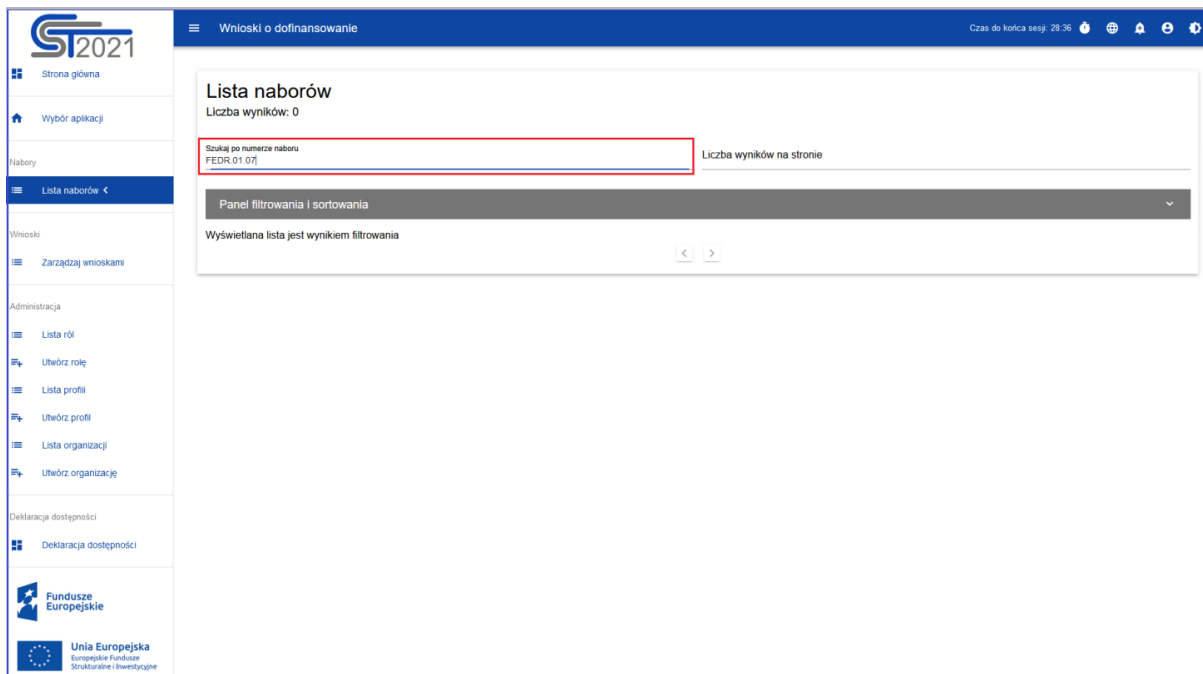 ST2021
Wnioski o dofinansowanie
Czas do końca sesji: 28:36
Strona główna
Wybór aplikacji
Nabory
Lista naborów <
Wnioski
Zarządzaj wnioskami
Administracja
Lista ról
Utwórz rolę
Lista profili
Utwórz profil
Lista organizacji
Utwórz organizację
Deklaracja dostępności
Deklaracja dostępności
Fundusze
Europejskie
Unia Europejska
Europejskie Fundusze
Strukturalne i Inwestycyjne
Lista naborów
Liczba wyników: 0
Szukaj po numerze naboru
FEDR.01.07
Liczba wyników na stronie
Panel filtrowania i sortowania
Wyświetlana lista jest wynikiem filtrowania
< >